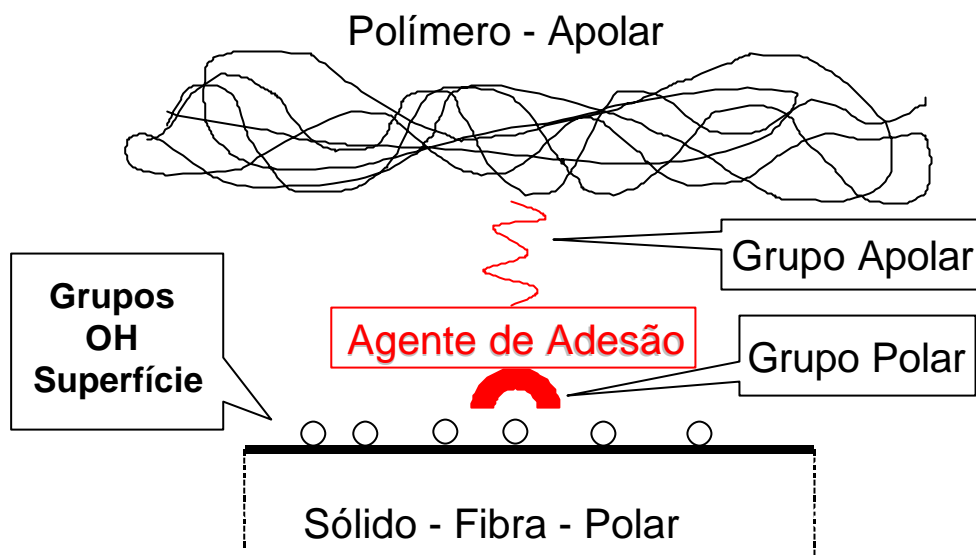 Polímero - Apolar
Grupo Apolar
Grupos
OH
Superfície
Agente de Adesão
Grupo Polar
Sólido - Fibra - Polar